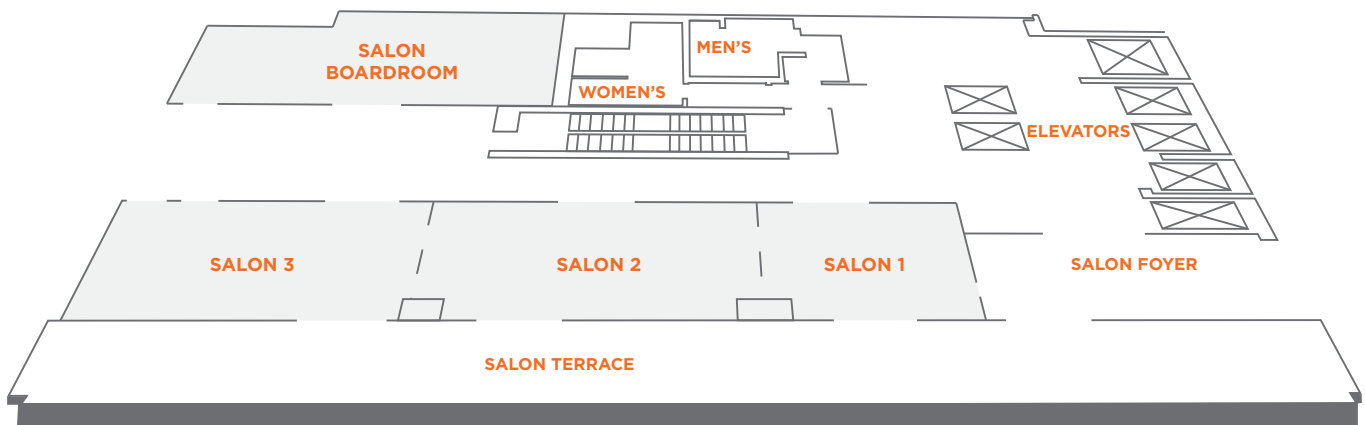 SALON
BOARDROOM
MEN’S
WOMEN’S
ELEVATORS
SALON 3
SALON 2
SALON 1
SALON FOYER
SALON TERRACE